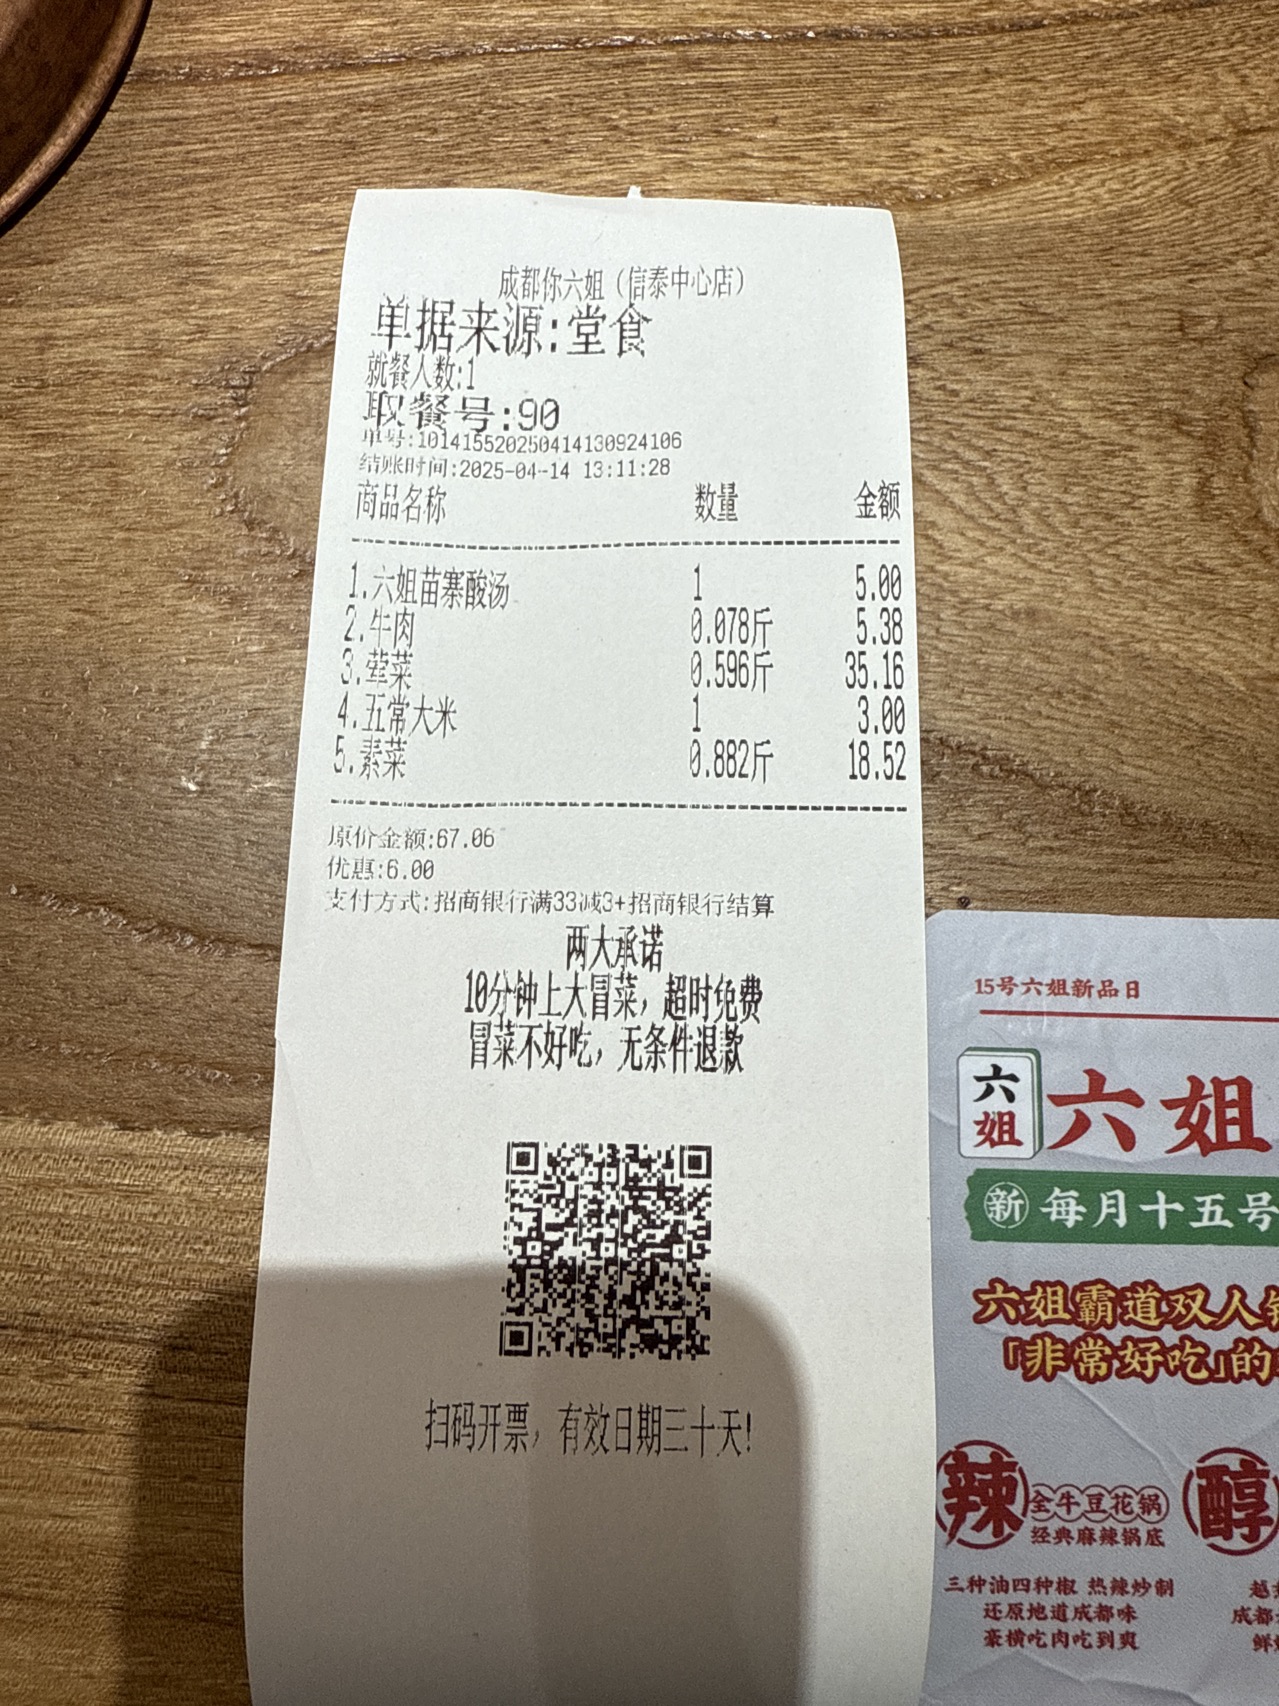 成都你六姐（信泰中心店）
单据来源:堂食
就餐人数:1
取餐号:90
单号:10141552025041413092​4106
结账时间:2025-04-14 13:11:28
商品名称 数量 金额
1.六姐苗寨酸汤 1 5.00
2.牛肉 0.078斤 5.38
3.荤菜 0.596斤 35.16
4.五常大米 1 3.00
5.素菜 0.882斤 18.52
原价金额:67.06
优惠:6.00
支付方式:招商银行满33减3+招商银行结算
两大承诺
10分钟上大冒菜，超时免费
冒菜不好吃，无条件退款
扫码开票，有效日期三十天!
15号六姐新品日
六姐
六姐
新 每月十五号
六姐霸道双人
「非常好吃」的
辣 全牛豆花锅
经典麻辣锅底
三种油四种椒 热辣炒制
还原地道成都味
豪横吃肉吃到爽
醇
越
成都
鲜